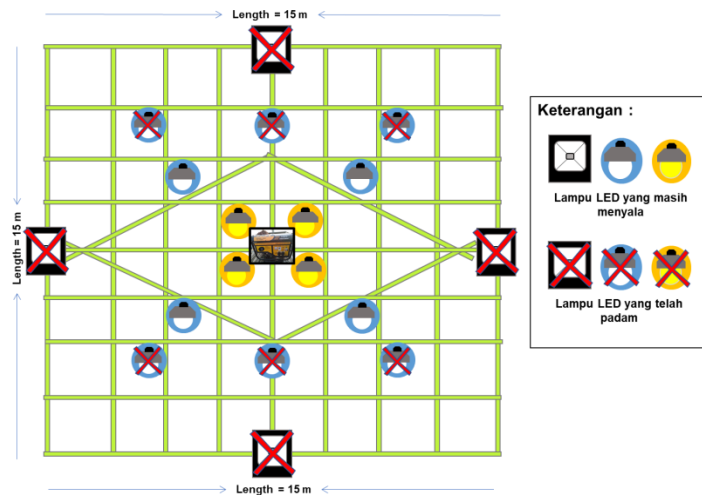 Length = 15 m
Length = 15 m
Keterangan :
Lampu LED yang masih
menyala
Lampu LED yang telah
padam
Length = 15 m